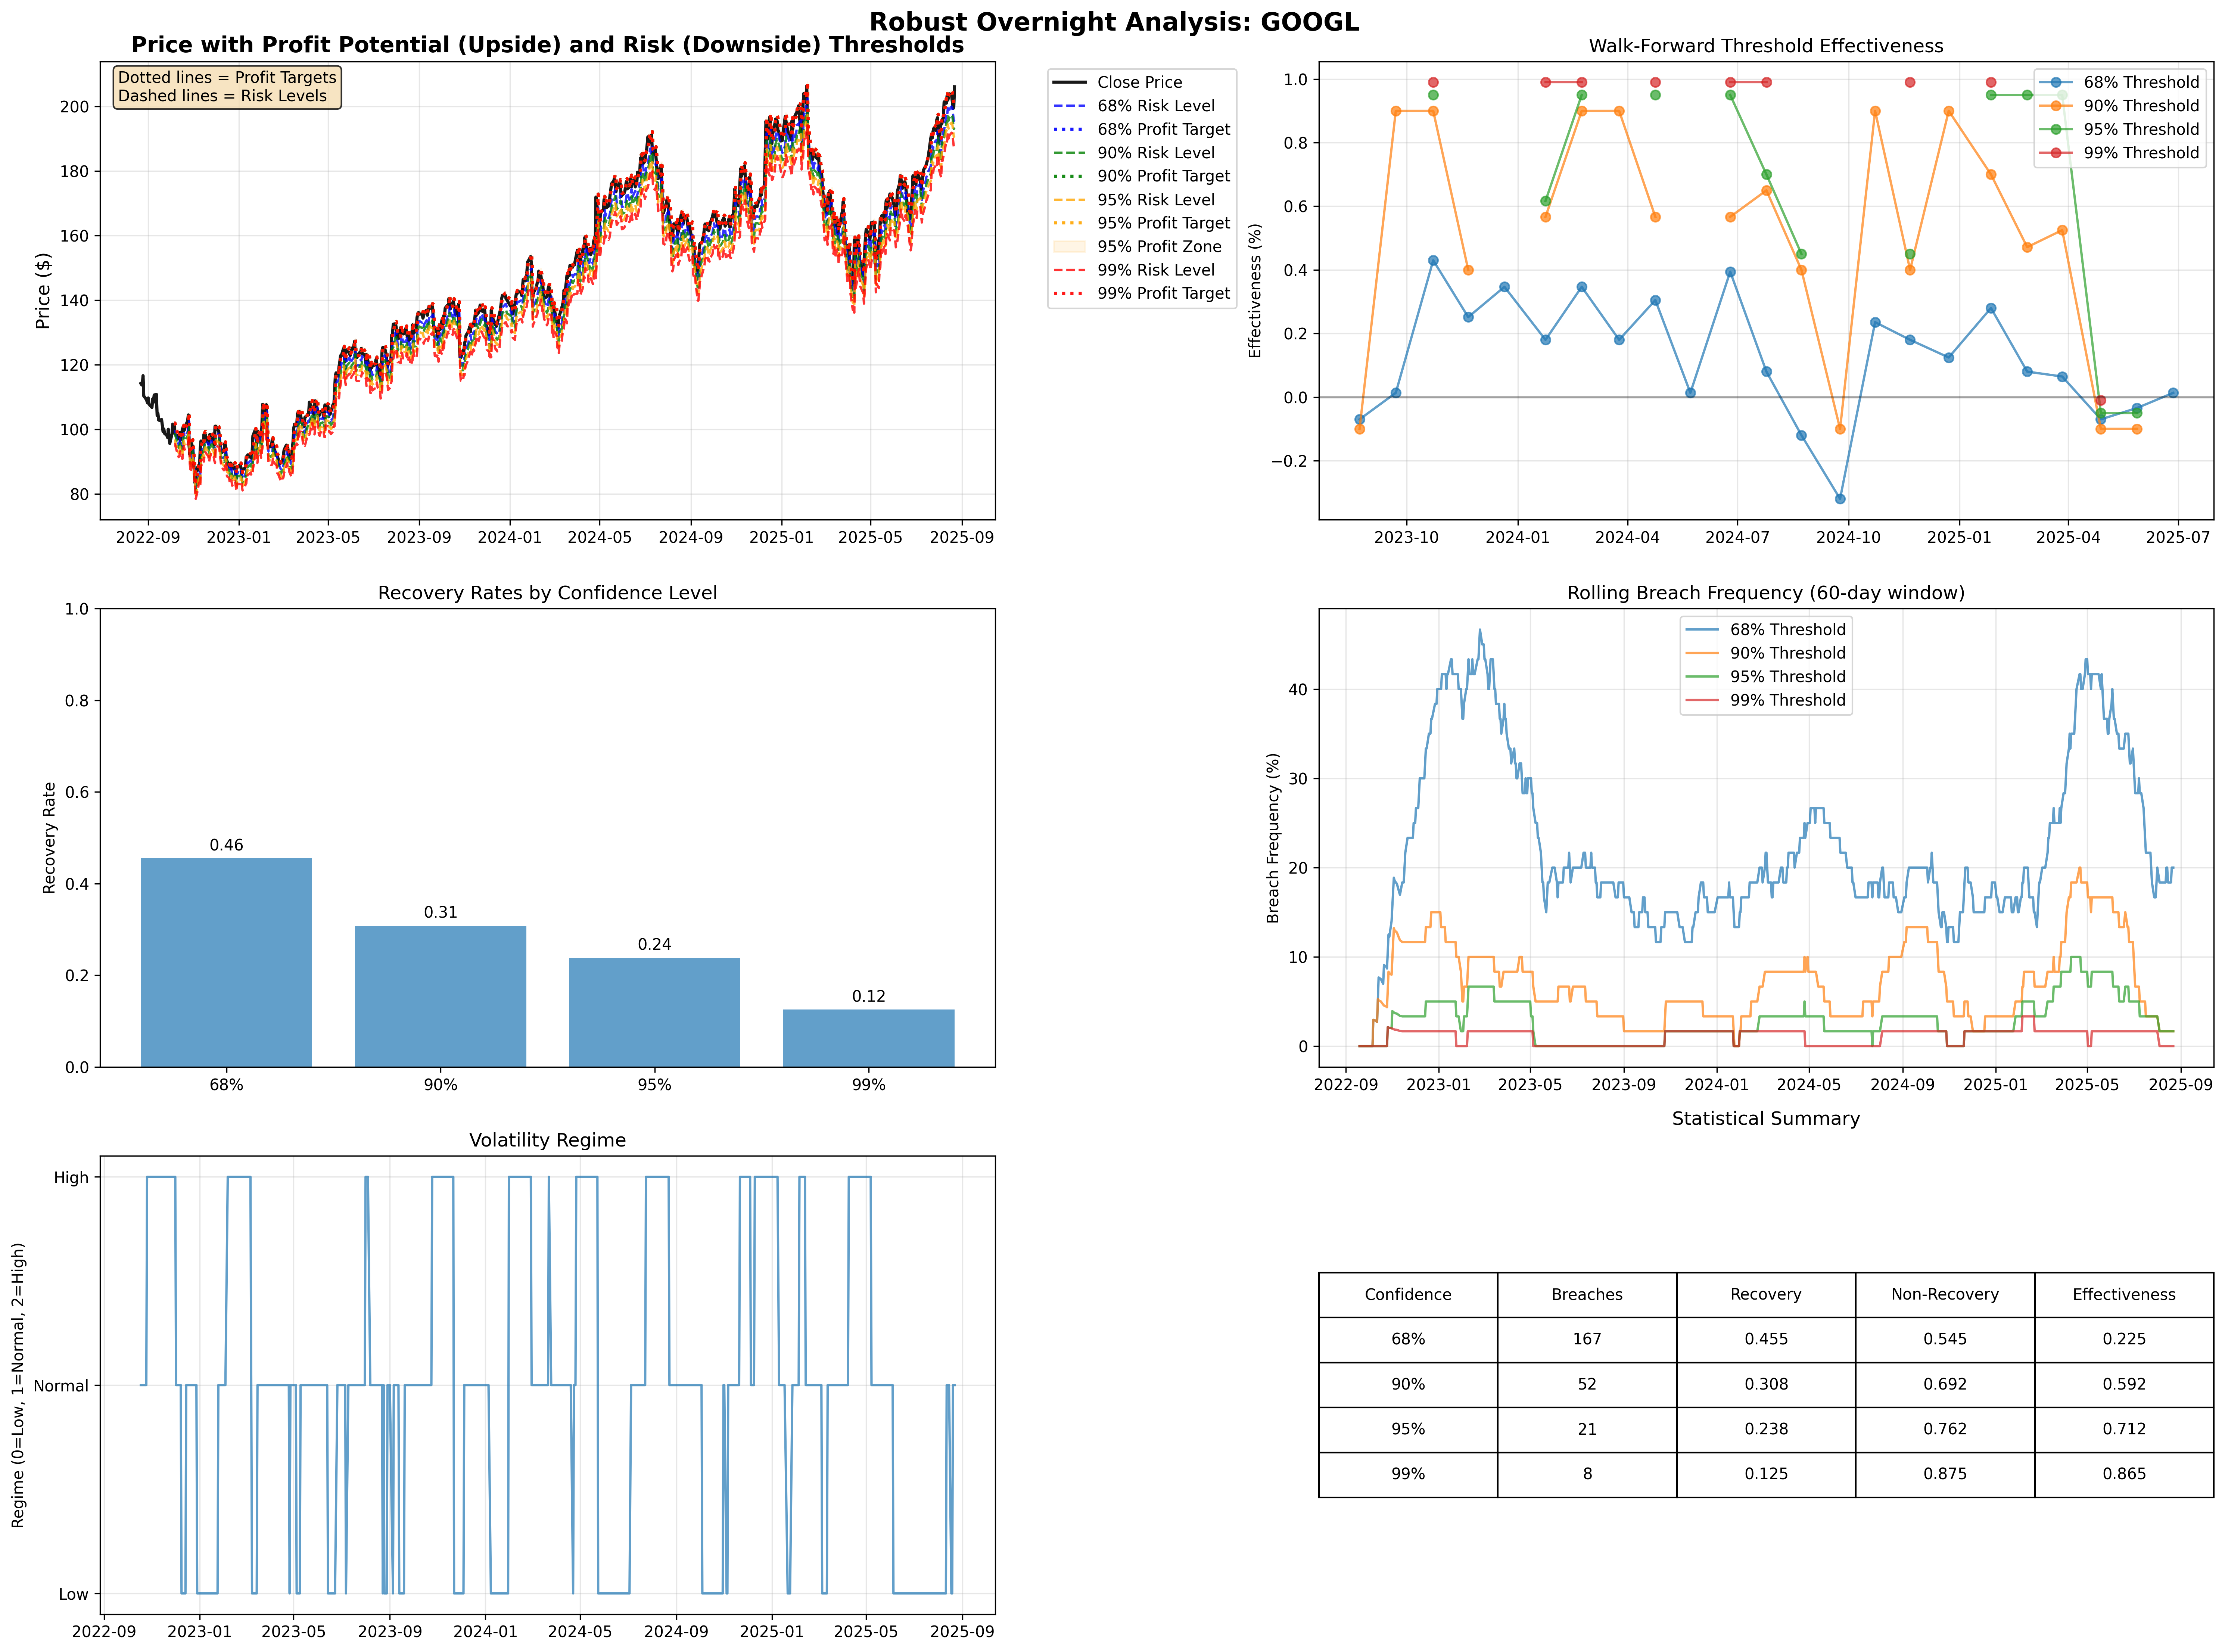 Robust Overnight Analysis: GOOGL
Price with Profit Potential (Upside) and Risk (Downside) Thresholds
Dotted lines = Profit Targets
Dashed lines = Risk Levels
Price ($)
200
180
160
140
120
100
80
2022-09 2023-01 2023-05 2023-09 2024-01 2024-05 2024-09 2025-01 2025-05 2025-09
Close Price
68% Risk Level
68% Profit Target
90% Risk Level
90% Profit Target
95% Risk Level
95% Profit Target
95% Profit Zone
99% Risk Level
99% Profit Target
Walk-Forward Threshold Effectiveness
Effectiveness (%)
1.0
0.8
0.6
0.4
0.2
0.0
−0.2
2023-10 2024-01 2024-04 2024-07 2024-10 2025-01 2025-04 2025-07
68% Threshold
90% Threshold
95% Threshold
99% Threshold
Recovery Rates by Confidence Level
Recovery Rate
1.0
0.8
0.6
0.4
0.2
0.0
0.46
0.31
0.24
0.12
68% 90% 95% 99%
Rolling Breach Frequency (60-day window)
Breach Frequency (%)
40
30
20
10
0
68% Threshold
90% Threshold
95% Threshold
99% Threshold
2022-09 2023-01 2023-05 2023-09 2024-01 2024-05 2024-09 2025-01 2025-05 2025-09
Volatility Regime
Regime (0=Low, 1=Normal, 2=High)
High
Normal
Low
2022-09 2023-01 2023-05 2023-09 2024-01 2024-05 2024-09 2025-01 2025-05 2025-09
Statistical Summary
Confidence Breaches Recovery Non-Recovery Effectiveness
68% 167 0.455 0.545 0.225
90% 52 0.308 0.692 0.592
95% 21 0.238 0.762 0.712
99% 8 0.125 0.875 0.865